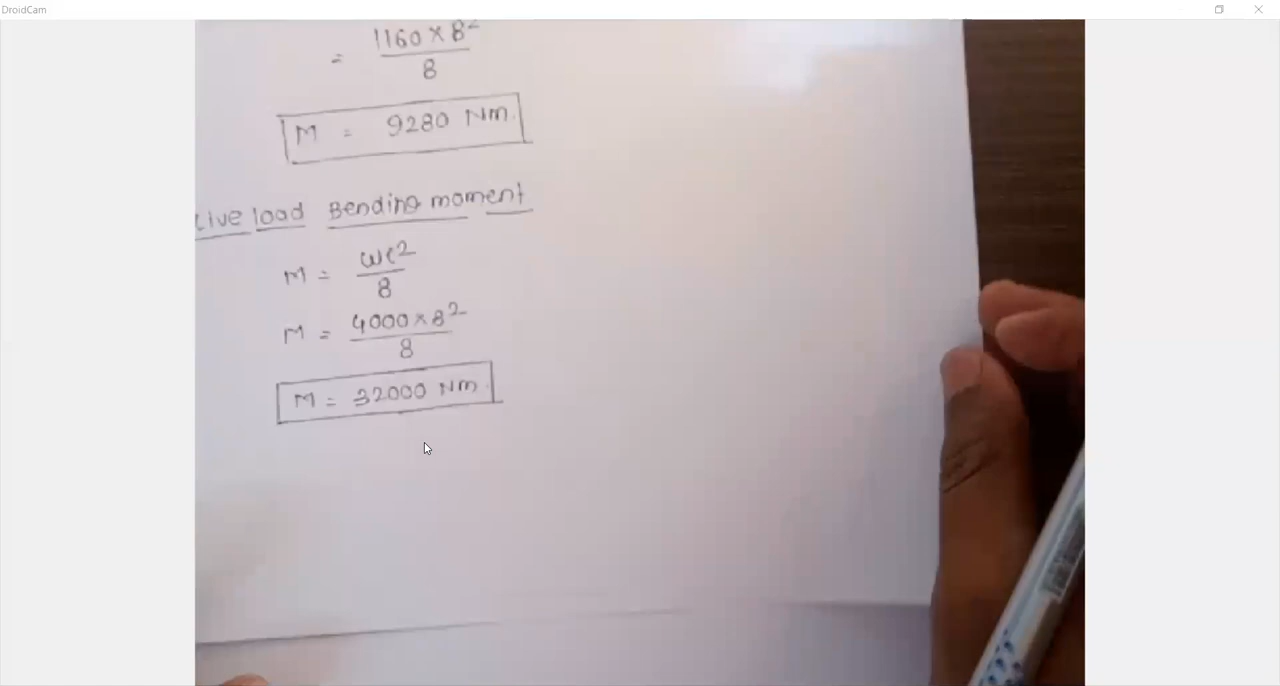 DroidCam
= 1160 × 8²
8
M = 9280 Nm.
Live load Bending moment
M = wl²
8
M = 4000 × 8²
8
M = 32000 Nm.